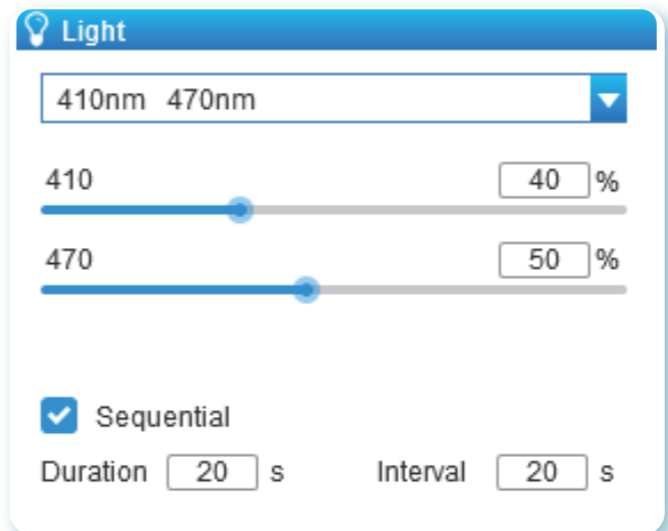 Light
410nm 470nm
410 40 %
470 50 %
Sequential
Duration 20 s Interval 20 s